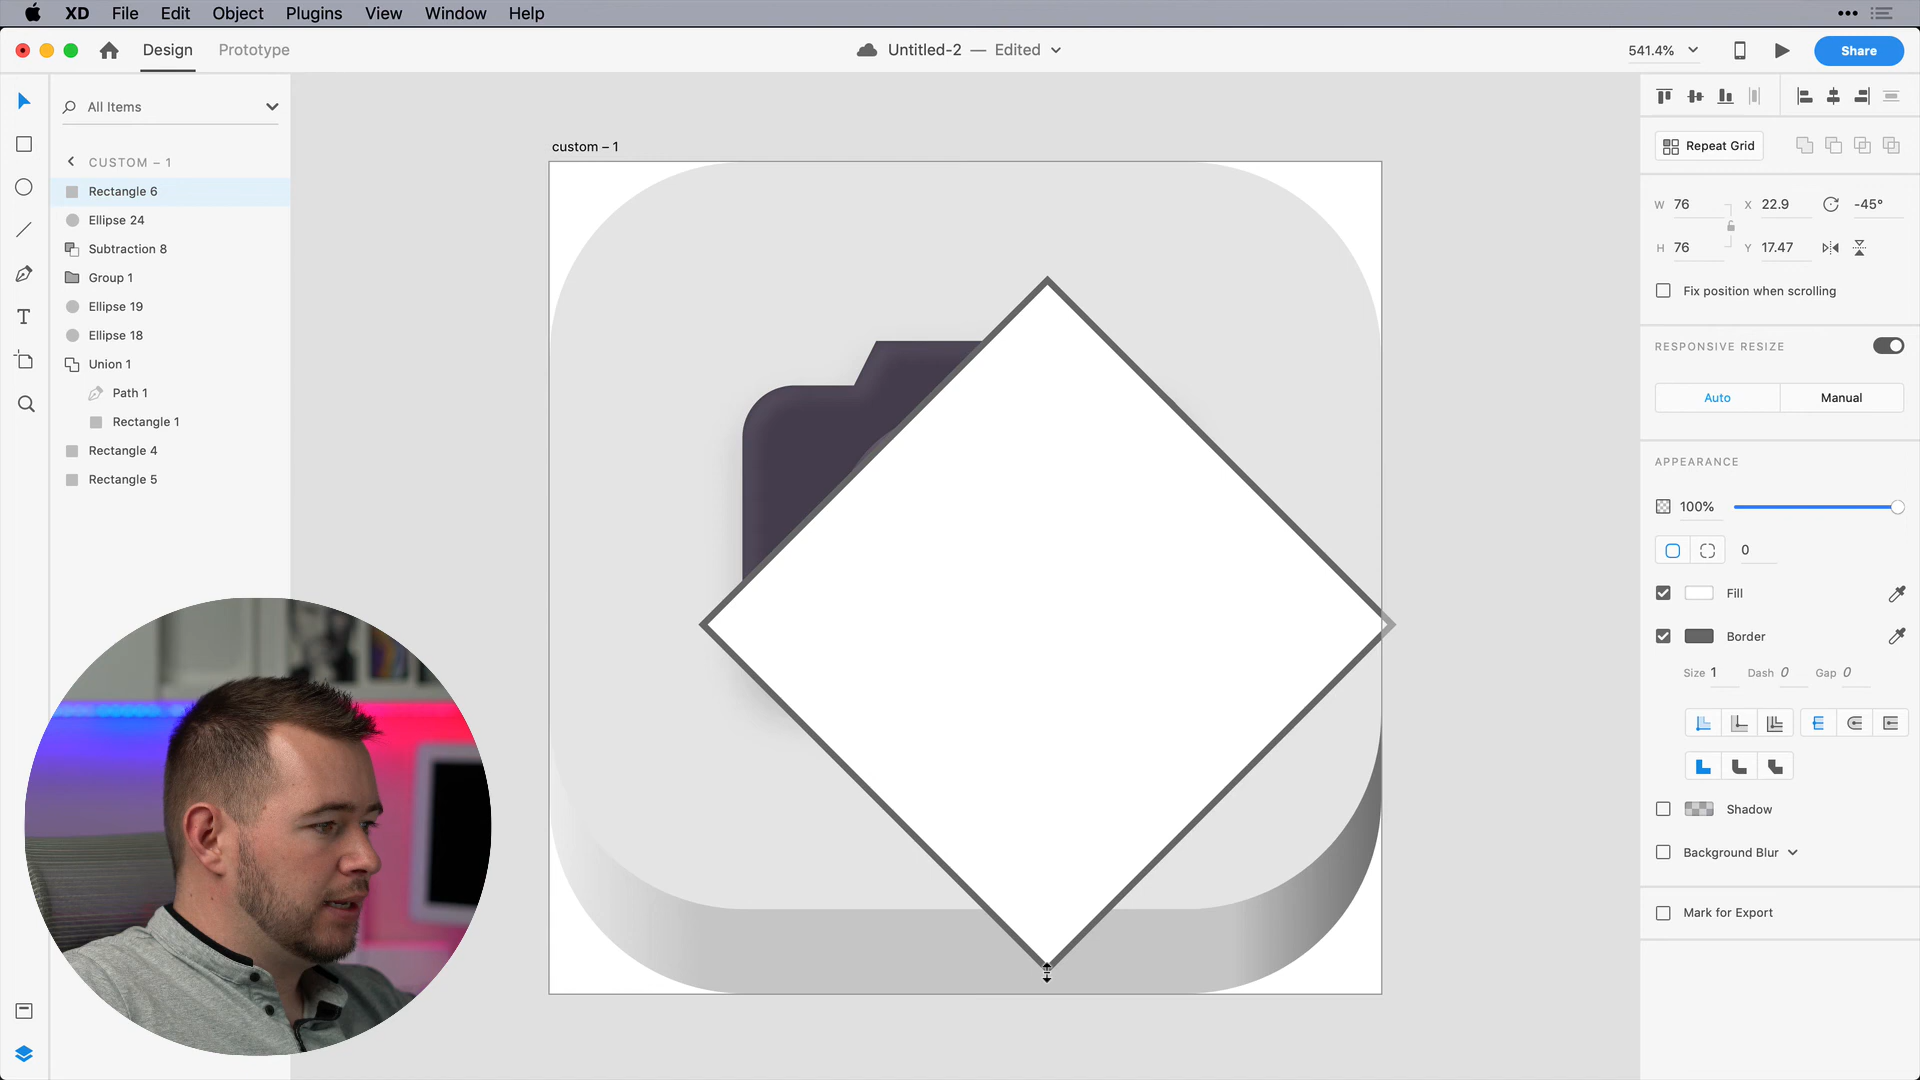 XD File Edit Object Plugins View Window Help
Design Prototype Untitled-2 — Edited 541.4% Share
All Items
CUSTOM – 1
Rectangle 6
Ellipse 24
Subtraction 8
Group 1
Ellipse 19
Ellipse 18
Union 1
Path 1
Rectangle 1
Rectangle 4
Rectangle 5
custom – 1
Repeat Grid
W 76 X 22.9 -45°
H 76 Y 17.47
Fix position when scrolling
RESPONSIVE RESIZE
Auto Manual
APPEARANCE
100%
0
Fill
Border
Size 1 Dash 0 Gap 0
Shadow
Background Blur
Mark for Export